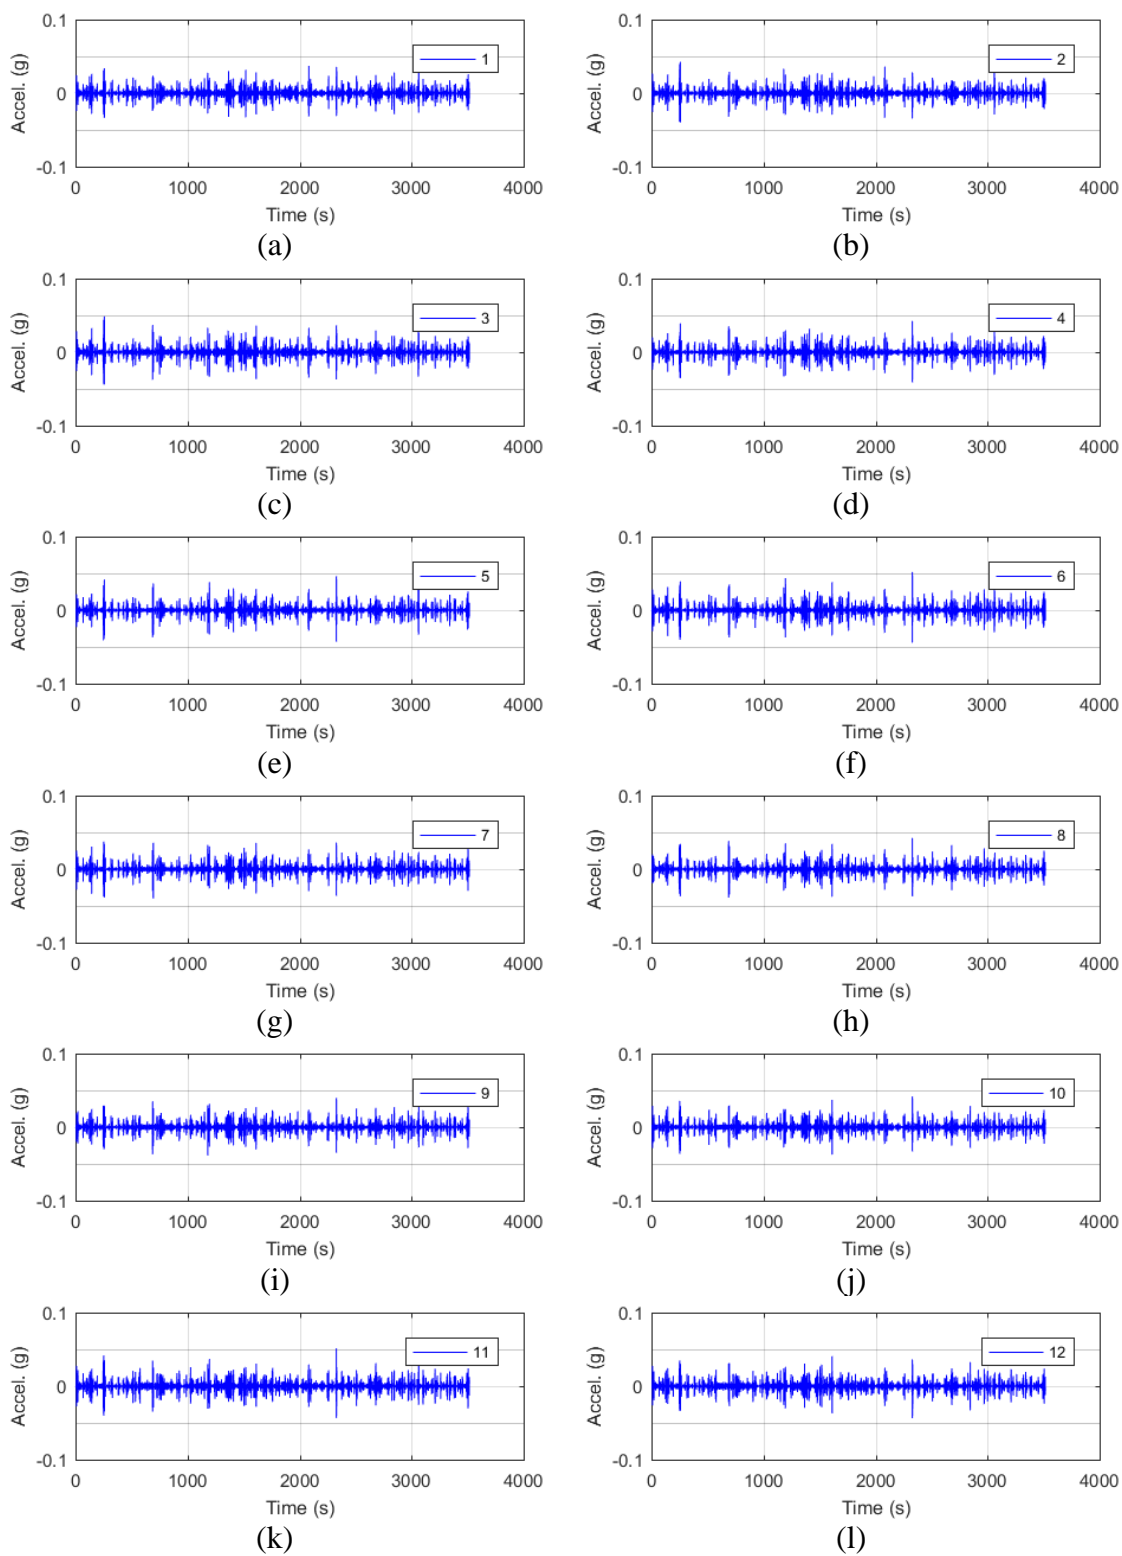 0.1 0.1
1 2
Accel. (g) 0 Accel. (g) 0
-0.1 -0.1
0 1000 2000 3000 4000 0 1000 2000 3000 4000
Time (s) Time (s)
(a) (b)
0.1 0.1
3 4
Accel. (g) 0 Accel. (g) 0
-0.1 -0.1
0 1000 2000 3000 4000 0 1000 2000 3000 4000
Time (s) Time (s)
(c) (d)
0.1 0.1
5 6
Accel. (g) 0 Accel. (g) 0
-0.1 -0.1
0 1000 2000 3000 4000 0 1000 2000 3000 4000
Time (s) Time (s)
(e) (f)
0.1 0.1
7 8
Accel. (g) 0 Accel. (g) 0
-0.1 -0.1
0 1000 2000 3000 4000 0 1000 2000 3000 4000
Time (s) Time (s)
(g) (h)
0.1 0.1
9 10
Accel. (g) 0 Accel. (g) 0
-0.1 -0.1
0 1000 2000 3000 4000 0 1000 2000 3000 4000
Time (s) Time (s)
(i) (j)
0.1 0.1
11 12
Accel. (g) 0 Accel. (g) 0
-0.1 -0.1
0 1000 2000 3000 4000 0 1000 2000 3000 4000
Time (s) Time (s)
(k) (l)